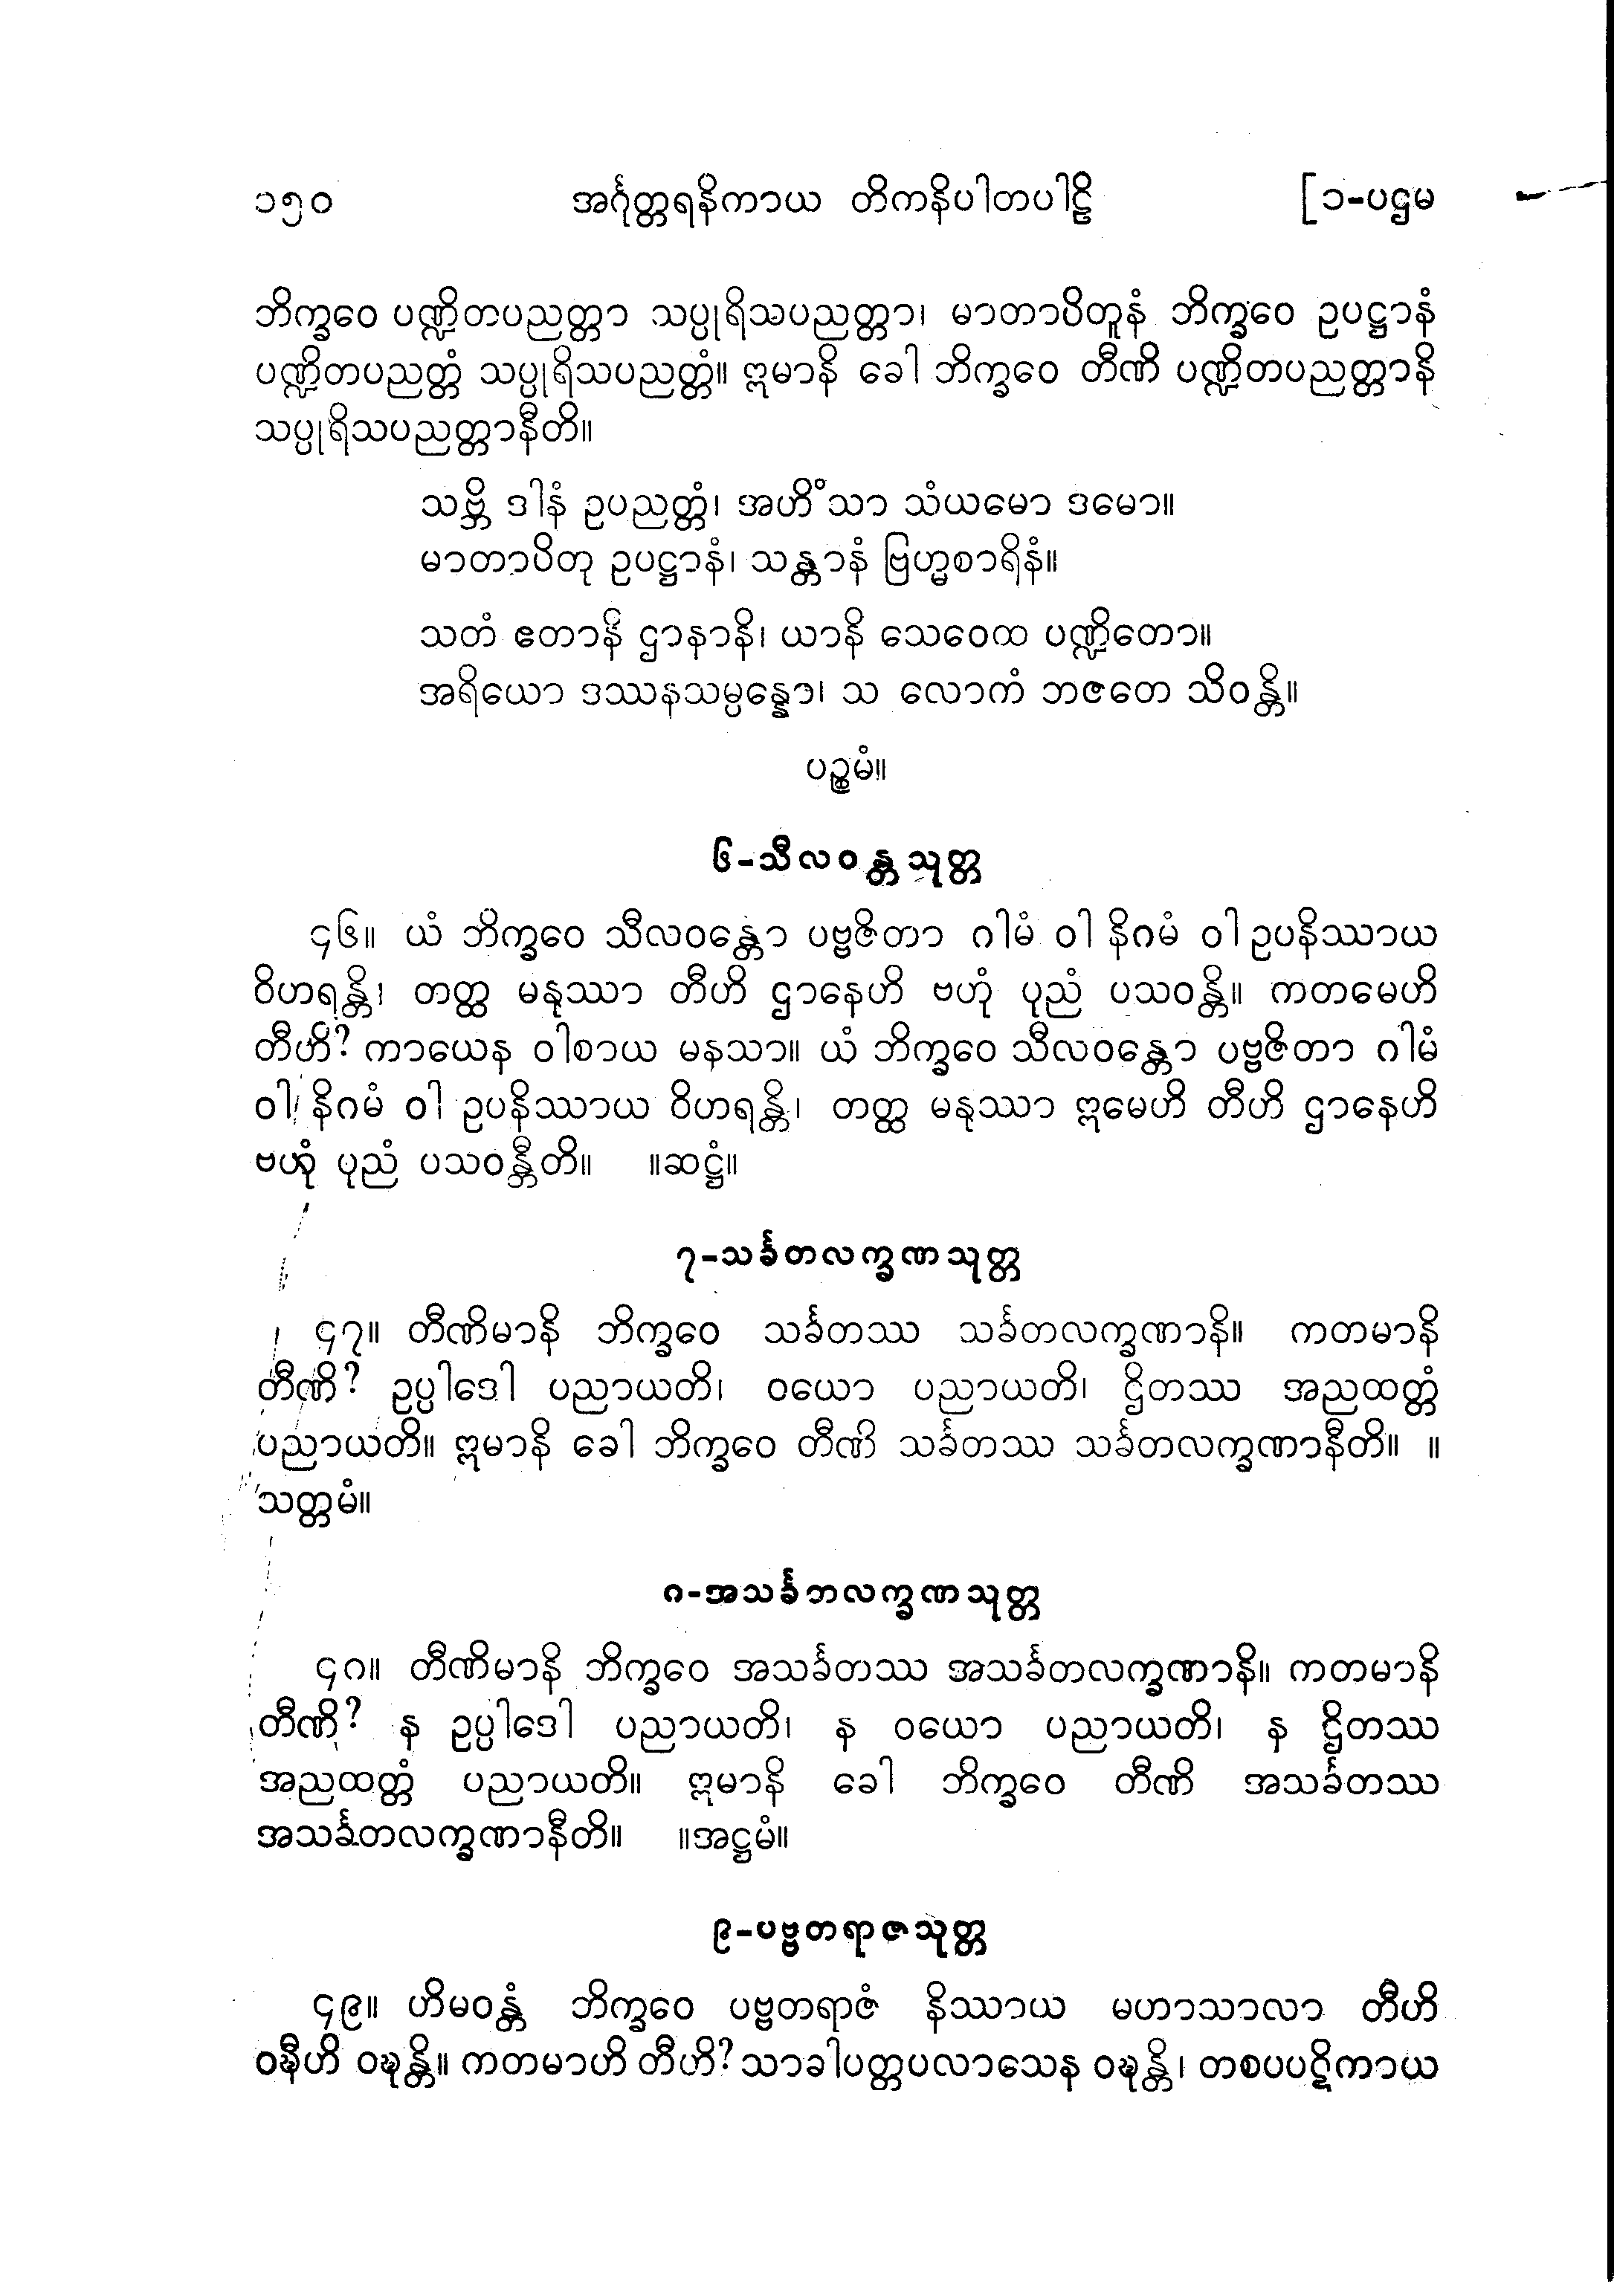 ၁၅၀ အင်္ဂုတ္တရနိကာယ တိကနိပါတပါဠိ [၁-ပဌမ
ဘိက္ခဝေ ပဏ္ဍိတပညတ္တာ သပ္ပုရိသပညတ္တာ၊ မာတာပိတူနံ ဘိက္ခဝေ ဥပဋ္ဌာနံ
ပဏ္ဍိတပညတ္တံ သပ္ပုရိသပညတ္တံ။ ဣမာနိ ခေါ ဘိက္ခဝေ တီဏိ ပဏ္ဍိတပညတ္တာနိ
သပ္ပုရိသပညတ္တာနီတိ။
သဗ္ဘိ ဒါနံ ဥပညတ္တံ၊ အဟိံသာ သံယမော ဒမော။
မာတာပိတု ဥပဋ္ဌာနံ၊ သန္တာနံ ဗြဟ္မစာရိနံ။
သတံ ဧတာနိ ဌာနာနိ၊ ယာနိ သေဝေထ ပဏ္ဍိတော။
အရိယော ဒဿနသမ္ပန္နော၊ သ လောကံ ဘဇတေ သိဝန္တိ။
ပဉ္စမံ။
၆-သီလဝန္တသုတ္တ
၄၆။ ယံ ဘိက္ခဝေ သီလဝန္တော ပဗ္ဗဇိတာ ဂါမံ ဝါ နိဂမံ ဝါ ဥပနိဿာယ
ဝိဟရန္တိ၊ တတ္ထ မနုဿာ တီဟိ ဌာနေဟိ ဗဟုံ ပုညံ ပသဝန္တိ။ ကတမေဟိ
တီဟိ? ကာယေန ဝါစာယ မနသာ။ ယံ ဘိက္ခဝေ သီလဝန္တော ပဗ္ဗဇိတာ ဂါမံ
ဝါ နိဂမံ ဝါ ဥပနိဿာယ ဝိဟရန္တိ၊ တတ္ထ မနုဿာ ဣမေဟိ တီဟိ ဌာနေဟိ
ဗဟုံ ပုညံ ပသဝန္တီတိ။ ။ဆဋ္ဌံ။
၇-သင်္ခတလက္ခဏသုတ္တ
၄၇။ တီဏိမာနိ ဘိက္ခဝေ သင်္ခတဿ သင်္ခတလက္ခဏာနိ။ ကတမာနိ
တီဏိ? ဥပ္ပါဒေါ ပညာယတိ၊ ဝယော ပညာယတိ၊ ဌိတဿ အညထတ္တံ
ပညာယတိ။ ဣမာနိ ခေါ ဘိက္ခဝေ တီဏိ သင်္ခတဿ သင်္ခတလက္ခဏာနီတိ။ ။
သတ္တမံ။
၈-အသင်္ခဘလက္ခဏသုတ္တ
၄၈။ တီဏိမာနိ ဘိက္ခဝေ အသင်္ခတဿ အသင်္ခတလက္ခဏာနိ။ ကတမာနိ
တီဏိ? န ဥပ္ပါဒေါ ပညာယတိ၊ န ဝယော ပညာယတိ၊ န ဌိတဿ
အညထတ္တံ ပညာယတိ။ ဣမာနိ ခေါ ဘိက္ခဝေ တီဏိ အသင်္ခတဿ
အသင်္ခတလက္ခဏာနီတိ။ ။အဋ္ဌမံ။
၉-ပဗ္ဗတရာဇသုတ္တ
၄၉။ ဟိမဝန္တံ ဘိက္ခဝေ ပဗ္ဗတရာဇံ နိဿာယ မဟာသာလာ တီဟိ
ဝဍ္ဎီဟိ ဝဍ္ဎန္တိ။ ကတမာဟိ တီဟိ? သာခါပတ္တပလာသေန ဝဍ္ဎန္တိ၊ တစပပဋိကာယ